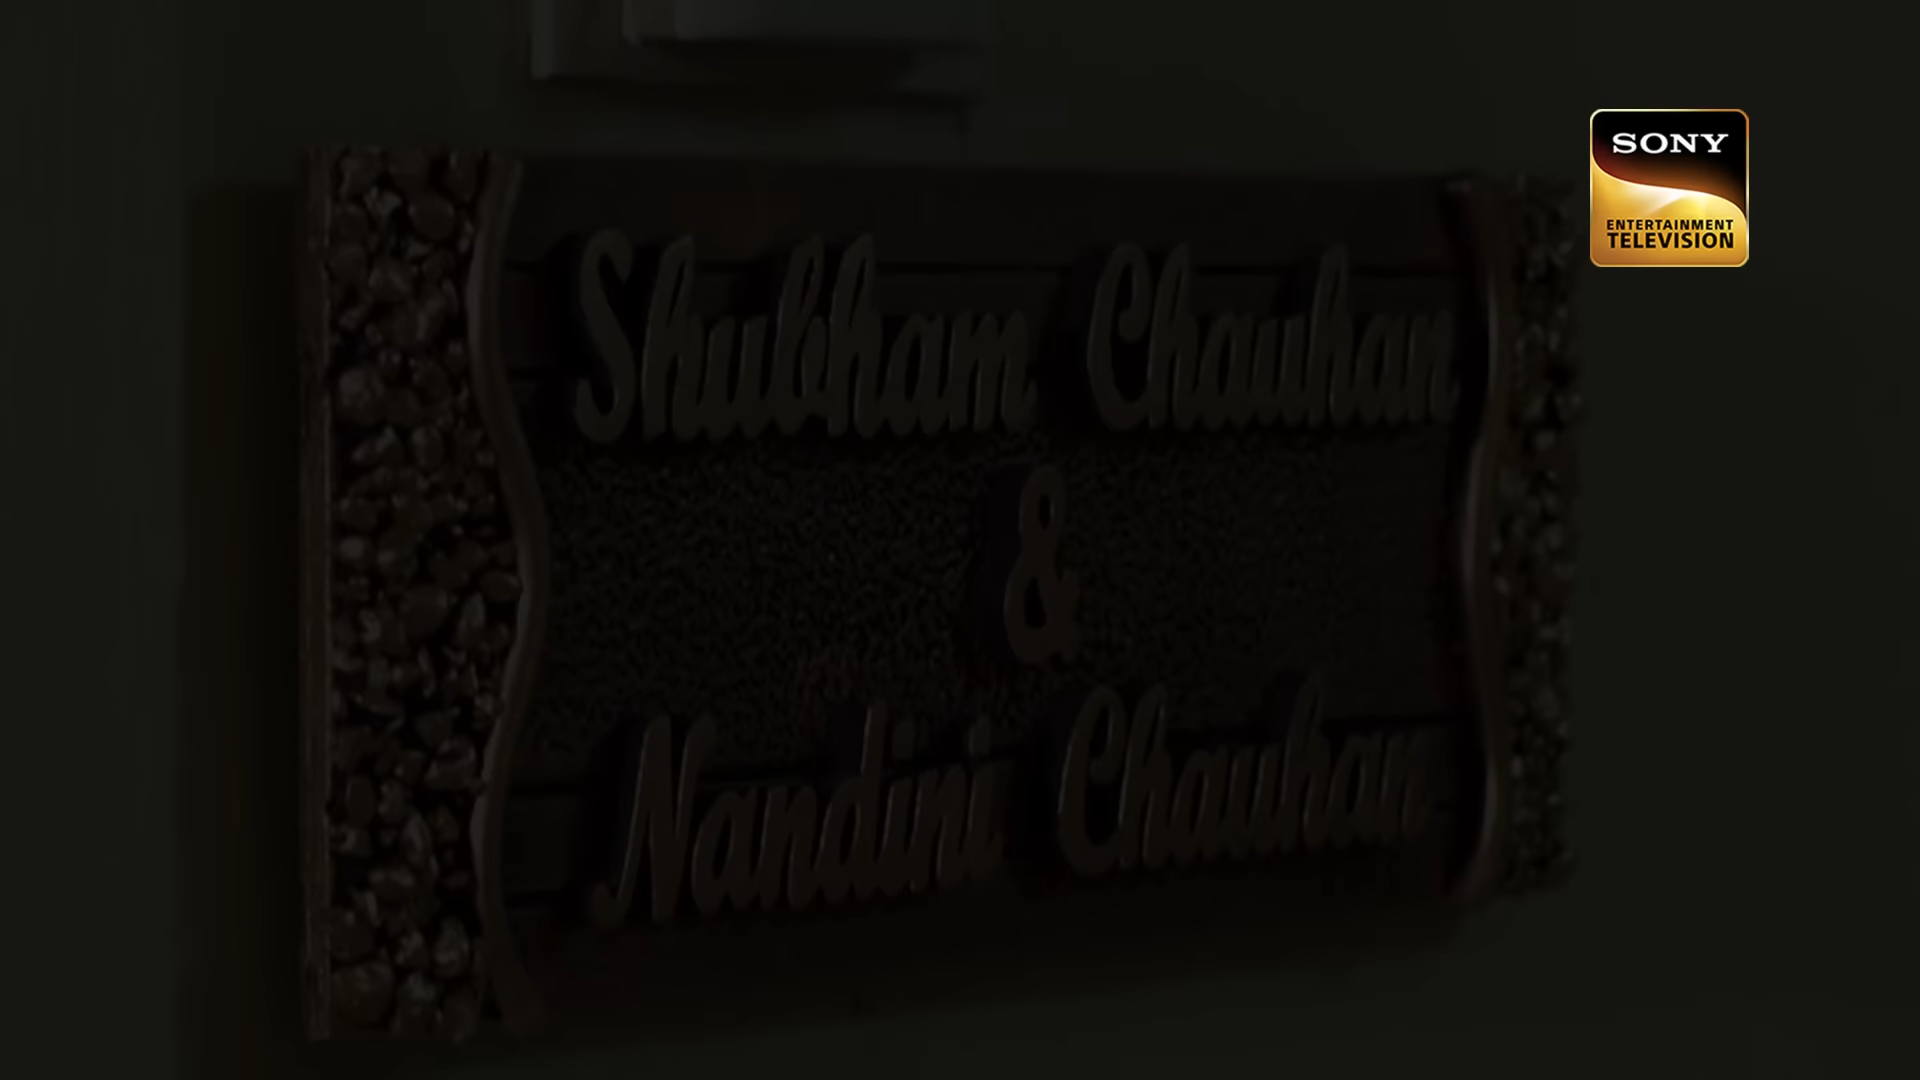 SONY
ENTERTAINMENT
TELEVISION
Shubham Chauhan
&
Nandini Chauhan